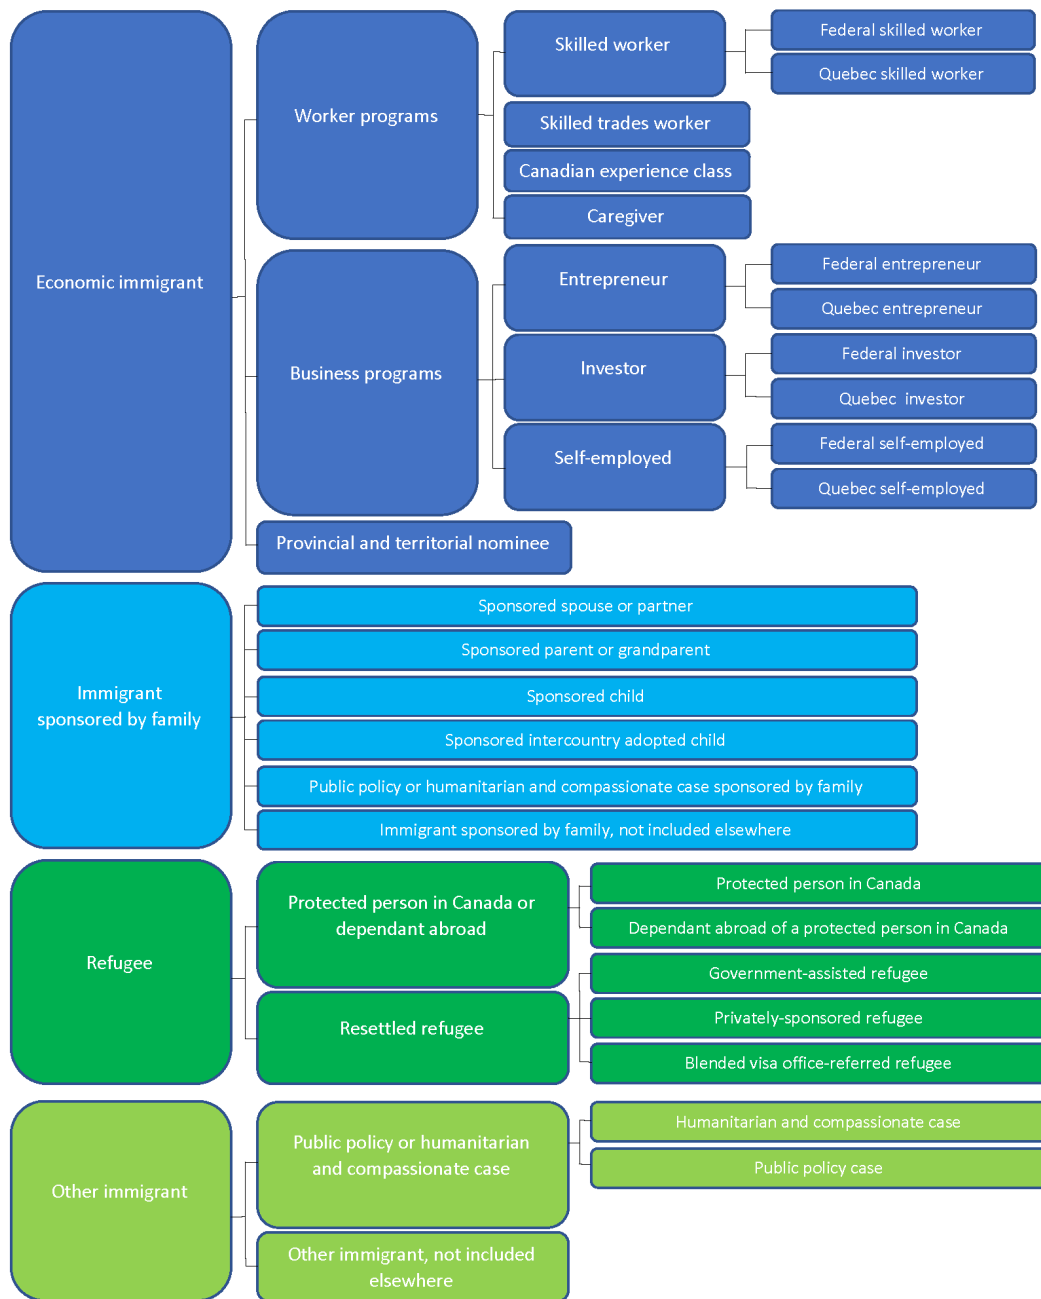 Economic immigrant
Worker programs
Skilled worker
Federal skilled worker
Quebec skilled worker
Skilled trades worker
Canadian experience class
Caregiver
Business programs
Entrepreneur
Federal entrepreneur
Quebec entrepreneur
Investor
Federal investor
Quebec investor
Self-employed
Federal self-employed
Quebec self-employed
Provincial and territorial nominee
Immigrant
sponsored by family
Sponsored spouse or partner
Sponsored parent or grandparent
Sponsored child
Sponsored intercountry adopted child
Public policy or humanitarian and compassionate case sponsored by family
Immigrant sponsored by family, not included elsewhere
Refugee
Protected person in Canada or
dependant abroad
Protected person in Canada
Dependant abroad of a protected person in Canada
Resettled refugee
Government-assisted refugee
Privately-sponsored refugee
Blended visa office-referred refugee
Other immigrant
Public policy or humanitarian
and compassionate case
Humanitarian and compassionate case
Public policy case
Other immigrant, not included
elsewhere